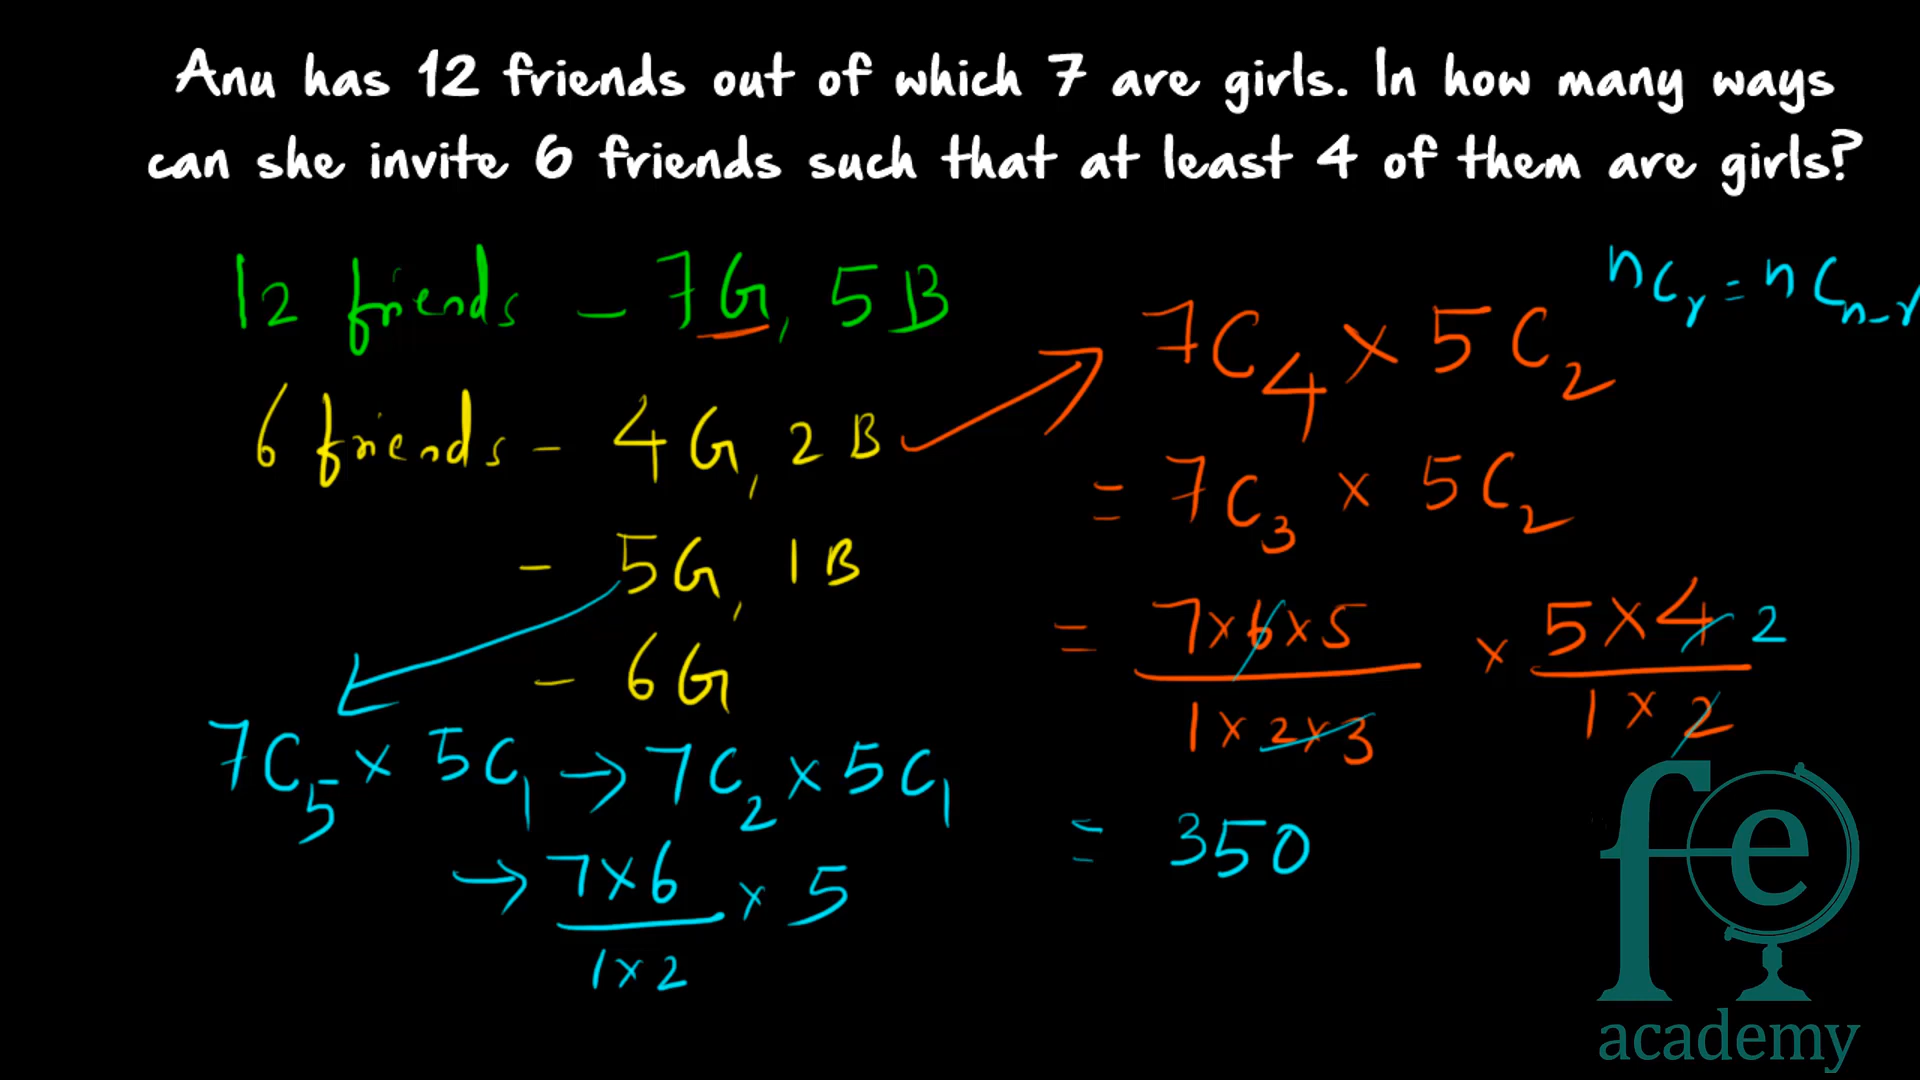 Anu has 12 friends out of which 7 are girls. In how many ways
can she invite 6 friends such that at least 4 of them are girls?
12 friends - 7G, 5B
6 friends - 4G, 2B
- 5G, 1B
- 6G
7C5 × 5C1 → 7C2 × 5C1
→ 7×6 × 5
1×2
nCr = nCn-r
7C4 × 5C2
= 7C3 × 5C2
= 7×6×5 × 5×4 2
1×2×3 1×2
= 350
fe
academy